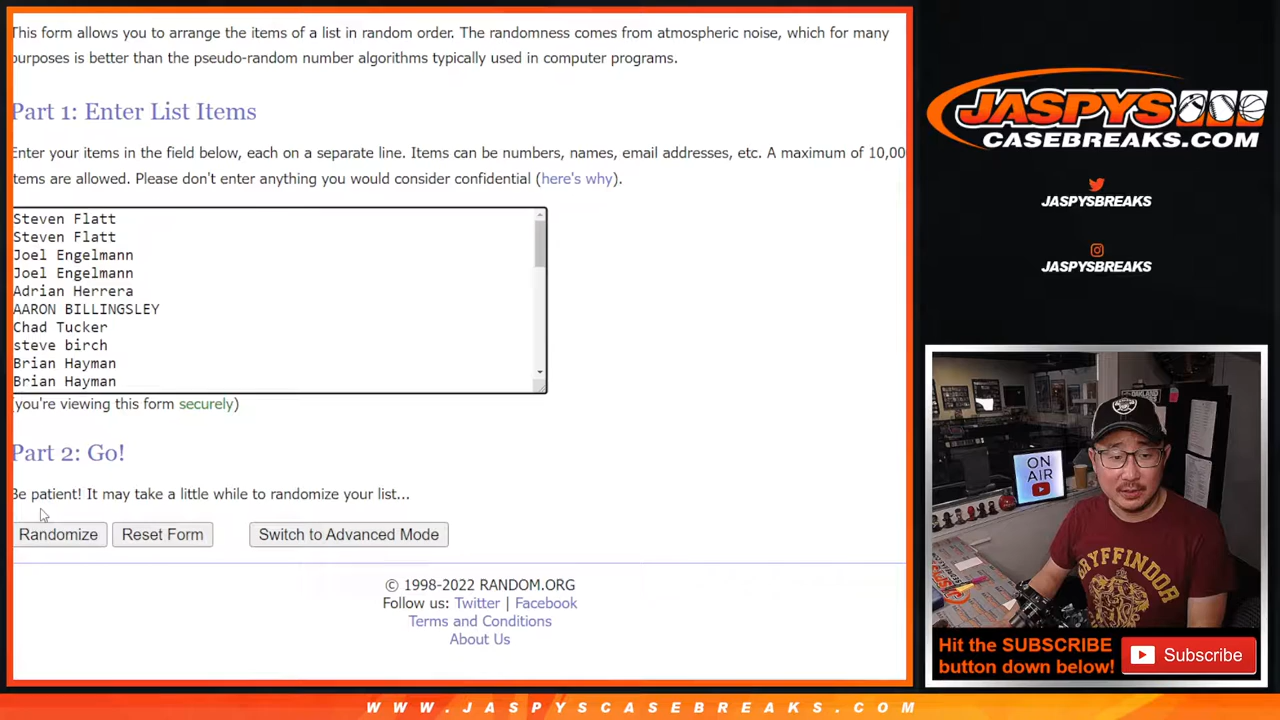 This form allows you to arrange the items of a list in random order. The randomness comes from atmospheric noise, which for many
purposes is better than the pseudo-random number algorithms typically used in computer programs.
Part 1: Enter List Items
Enter your items in the field below, each on a separate line. Items can be numbers, names, email addresses, etc. A maximum of 10,00
items are allowed. Please don't enter anything you would consider confidential (here's why).
Steven Flatt
Steven Flatt
Joel Engelmann
Joel Engelmann
Adrian Herrera
AARON BILLINGSLEY
Chad Tucker
steve birch
Brian Hayman
Brian Hayman
(you're viewing this form securely)
Part 2: Go!
Be patient! It may take a little while to randomize your list...
Randomize
Reset Form
Switch to Advanced Mode
© 1998-2022 RANDOM.ORG
Follow us: Twitter | Facebook
Terms and Conditions
About Us
JASPYS
CASEBREAKS.COM
JASPYSBREAKS
JASPYSBREAKS
ON
AIR
GRYFFINDOR
Hit the SUBSCRIBE
button down below!
Subscribe
WWW.JASPYSCASEBREAKS.COM